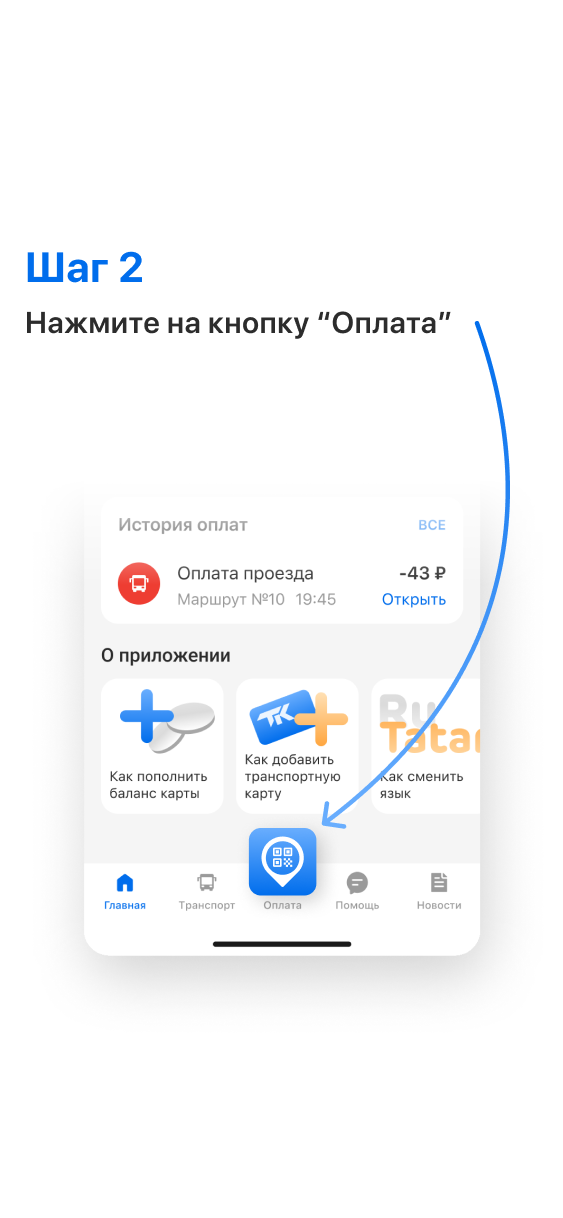 Шаг 2
Нажмите на кнопку “Оплата”
История оплат ВСЕ
Оплата проезда -43 ₽
Маршрут №10 19:45 Открыть
О приложении
Как пополнить
баланс карты
ТК
Как добавить
транспортную
карту
Ru
Tatar
Как сменить
язык
Главная Транспорт Оплата Помощь Новости